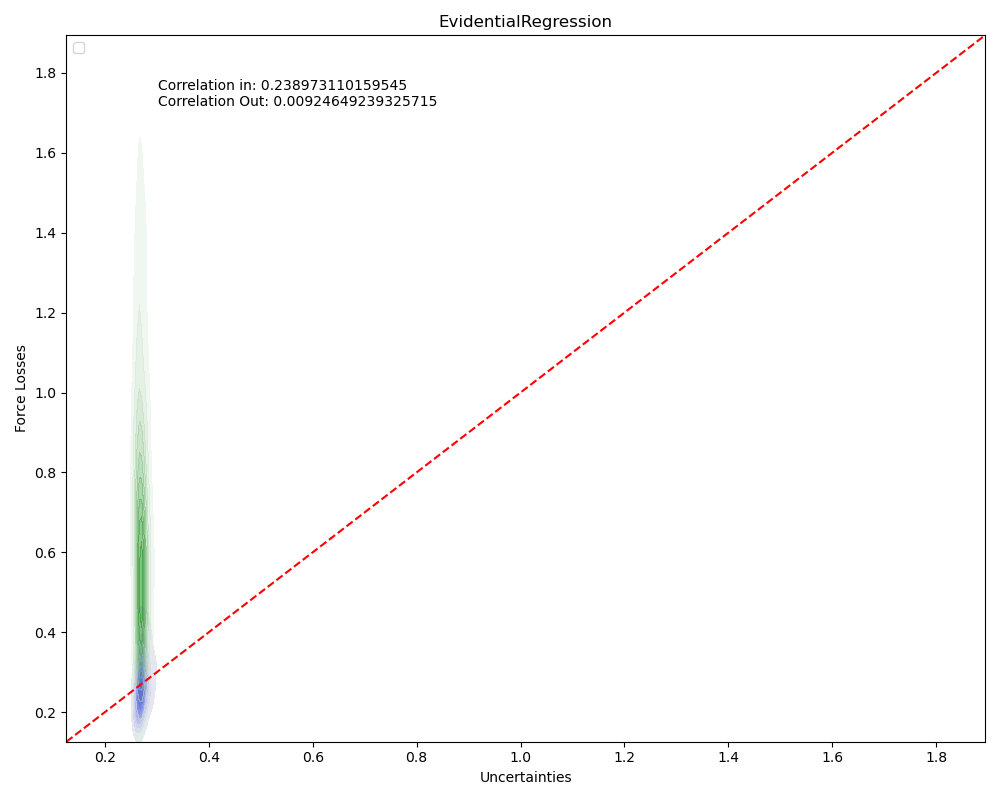 EvidentialRegression
Correlation in: 0.238973110159545
Correlation Out: 0.00924649239325715
1.8
1.6
1.4
1.2
1.0
0.8
0.6
0.4
0.2
Force Losses
0.2 0.4 0.6 0.8 1.0 1.2 1.4 1.6 1.8
Uncertainties